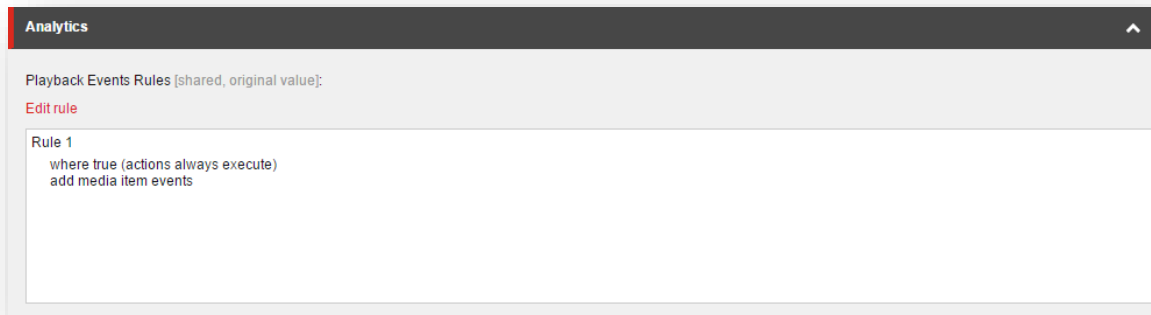 Analytics
Playback Events Rules [shared, original value]:
Edit rule
Rule 1
where true (actions always execute)
add media item events